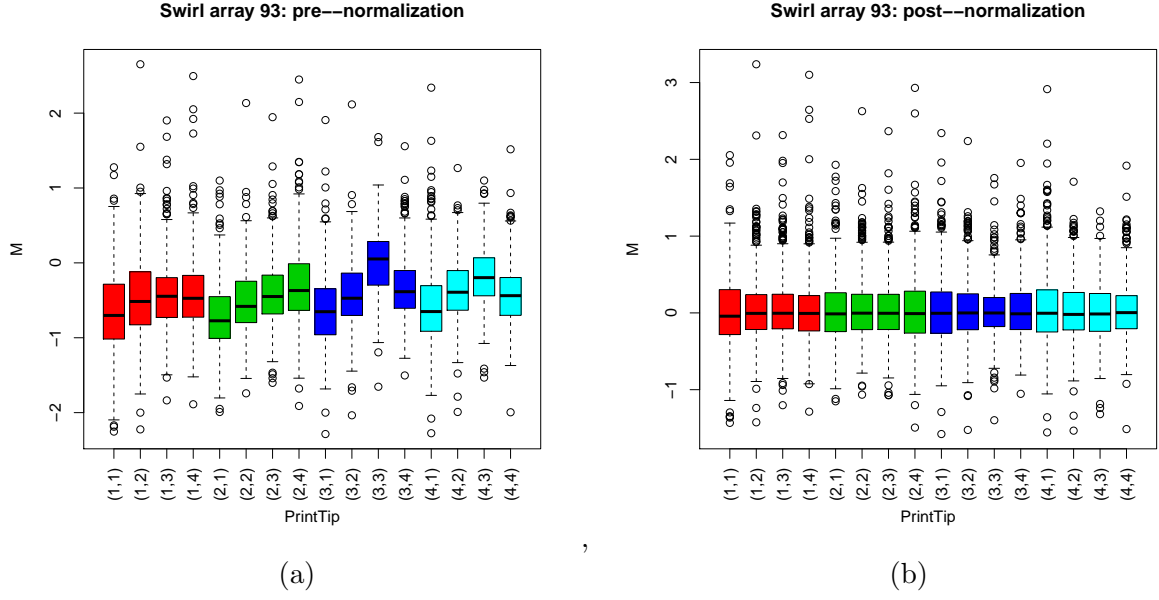 Swirl array 93: pre−−normalization
M
2
1
0
−1
−2
(1,1) (1,2) (1,3) (1,4) (2,1) (2,2) (2,3) (2,4) (3,1) (3,2) (3,3) (3,4) (4,1) (4,2) (4,3) (4,4)
PrintTip
,
(a)
Swirl array 93: post−−normalization
M
3
2
1
0
−1
(1,1) (1,2) (1,3) (1,4) (2,1) (2,2) (2,3) (2,4) (3,1) (3,2) (3,3) (3,4) (4,1) (4,2) (4,3) (4,4)
PrintTip
(b)